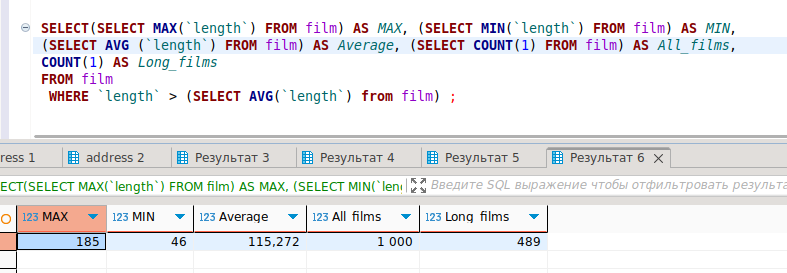 SELECT(SELECT MAX(`length`) FROM film) AS MAX, (SELECT MIN(`length`) FROM film) AS MIN,
(SELECT AVG (`length`) FROM film) AS Average, (SELECT COUNT(1) FROM film) AS All_films,
COUNT(1) AS Long_films
FROM film
WHERE `length` > (SELECT AVG(`length`) from film) ;
ress 1 address 2 Результат 3 Результат 4 Результат 5 Результат 6
ECT(SELECT MAX(`length`) FROM film) AS MAX, (SELECT MIN(`len Введите SQL выражение чтобы отфильтровать результа
123 MAX 123 MIN 123 Average 123 All_films 123 Long_films
185 46 115,272 1 000 489